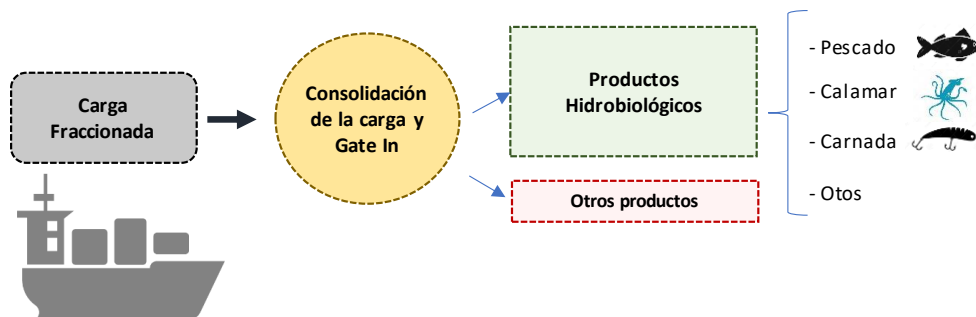 Carga
Fraccionada
Consolidación
de la carga y
Gate In
Productos
Hidrobiológicos
Otros productos
- Pescado
- Calamar
- Carnada
- Otos